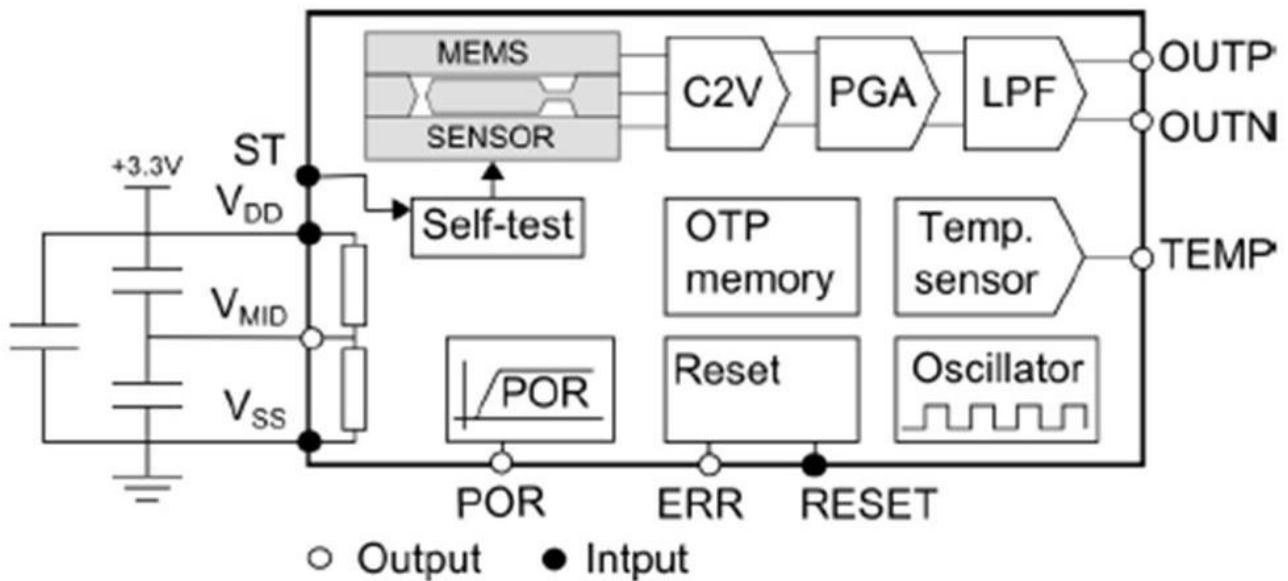 MEMS
SENSOR
C2V
PGA
LPF
OUTP
OUTN
ST
+3.3V
VDD
Self-test
OTP
memory
Temp.
sensor
TEMP
VMID
VSS
POR
Reset
Oscillator
POR
ERR
RESET
Output
Intput